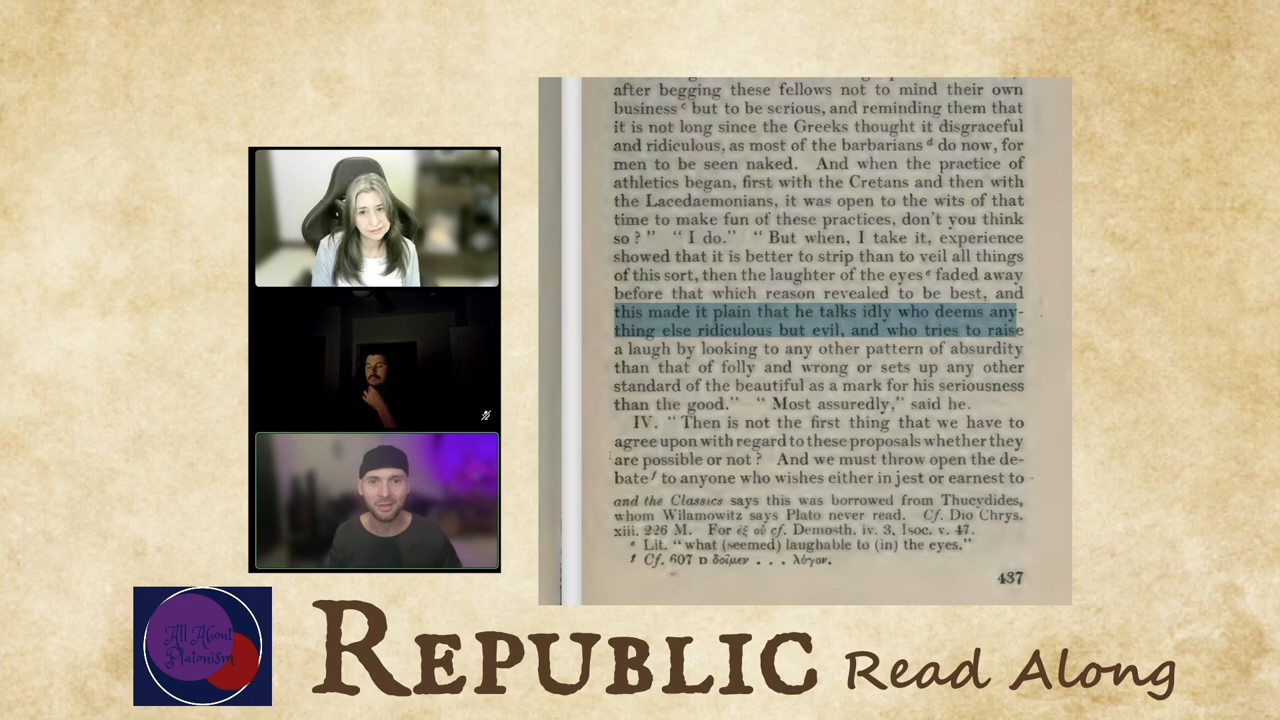 after begging these fellows not to mind their own
business ᶜ but to be serious, and reminding them that
it is not long since the Greeks thought it disgraceful
and ridiculous, as most of the barbarians ᵈ do now, for
men to be seen naked. And when the practice of
athletics began, first with the Cretans and then with
the Lacedaemonians, it was open to the wits of that
time to make fun of these practices, don't you think
so ? ” “ I do.” “ But when, I take it, experience
showed that it is better to strip than to veil all things
of this sort, then the laughter of the eyes ᵉ faded away
before that which reason revealed to be best, and
this made it plain that he talks idly who deems any-
thing else ridiculous but evil, and who tries to raise
a laugh by looking to any other pattern of absurdity
than that of folly and wrong or sets up any other
standard of the beautiful as a mark for his seriousness
than the good.” “ Most assuredly,” said he.
IV. “ Then is not the first thing that we have to
agree upon with regard to these proposals whether they
are possible or not ? And we must throw open the de-
bate ᶠ to anyone who wishes either in jest or earnest to
and the Classics says this was borrowed from Thucydides,
whom Wilamowitz says Plato never read. Cf. Dio Chrys.
xiii. 226 M. For ἐξ οὗ cf. Demosth. iv. 3, Isoc. v. 47.
ᵉ Lit. “ what (seemed) laughable to (in) the eyes.”
ᶠ Cf. 607 D δοῖμεν . . . λόγον.
437
All About
Platonism
REPUBLIC Read Along